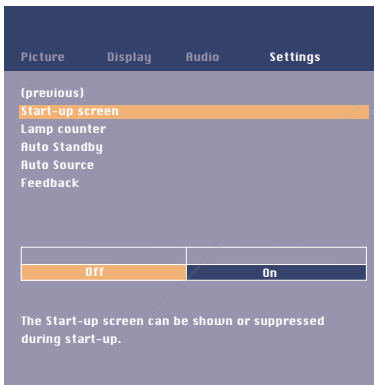 Picture Display Audio Settings
(previous)
Start-up screen
Lamp counter
Auto Standby
Auto Source
Feedback
Off On
The Start-up screen can be shown or suppressed
during start-up.